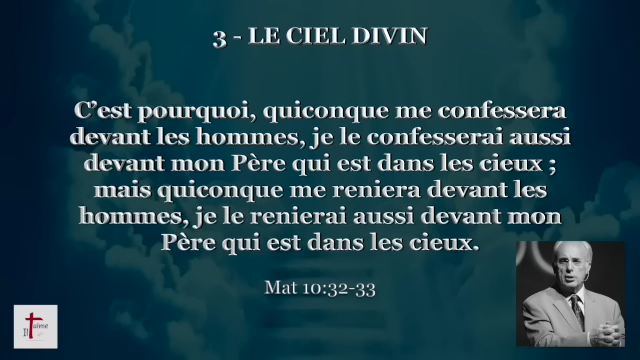 3 - LE CIEL DIVIN
C’est pourquoi, quiconque me confessera
devant les hommes, je le confesserai aussi
devant mon Père qui est dans les cieux ;
mais quiconque me reniera devant les
hommes, je le renierai aussi devant mon
Père qui est dans les cieux.
Mat 10:32-33
Il t'aime